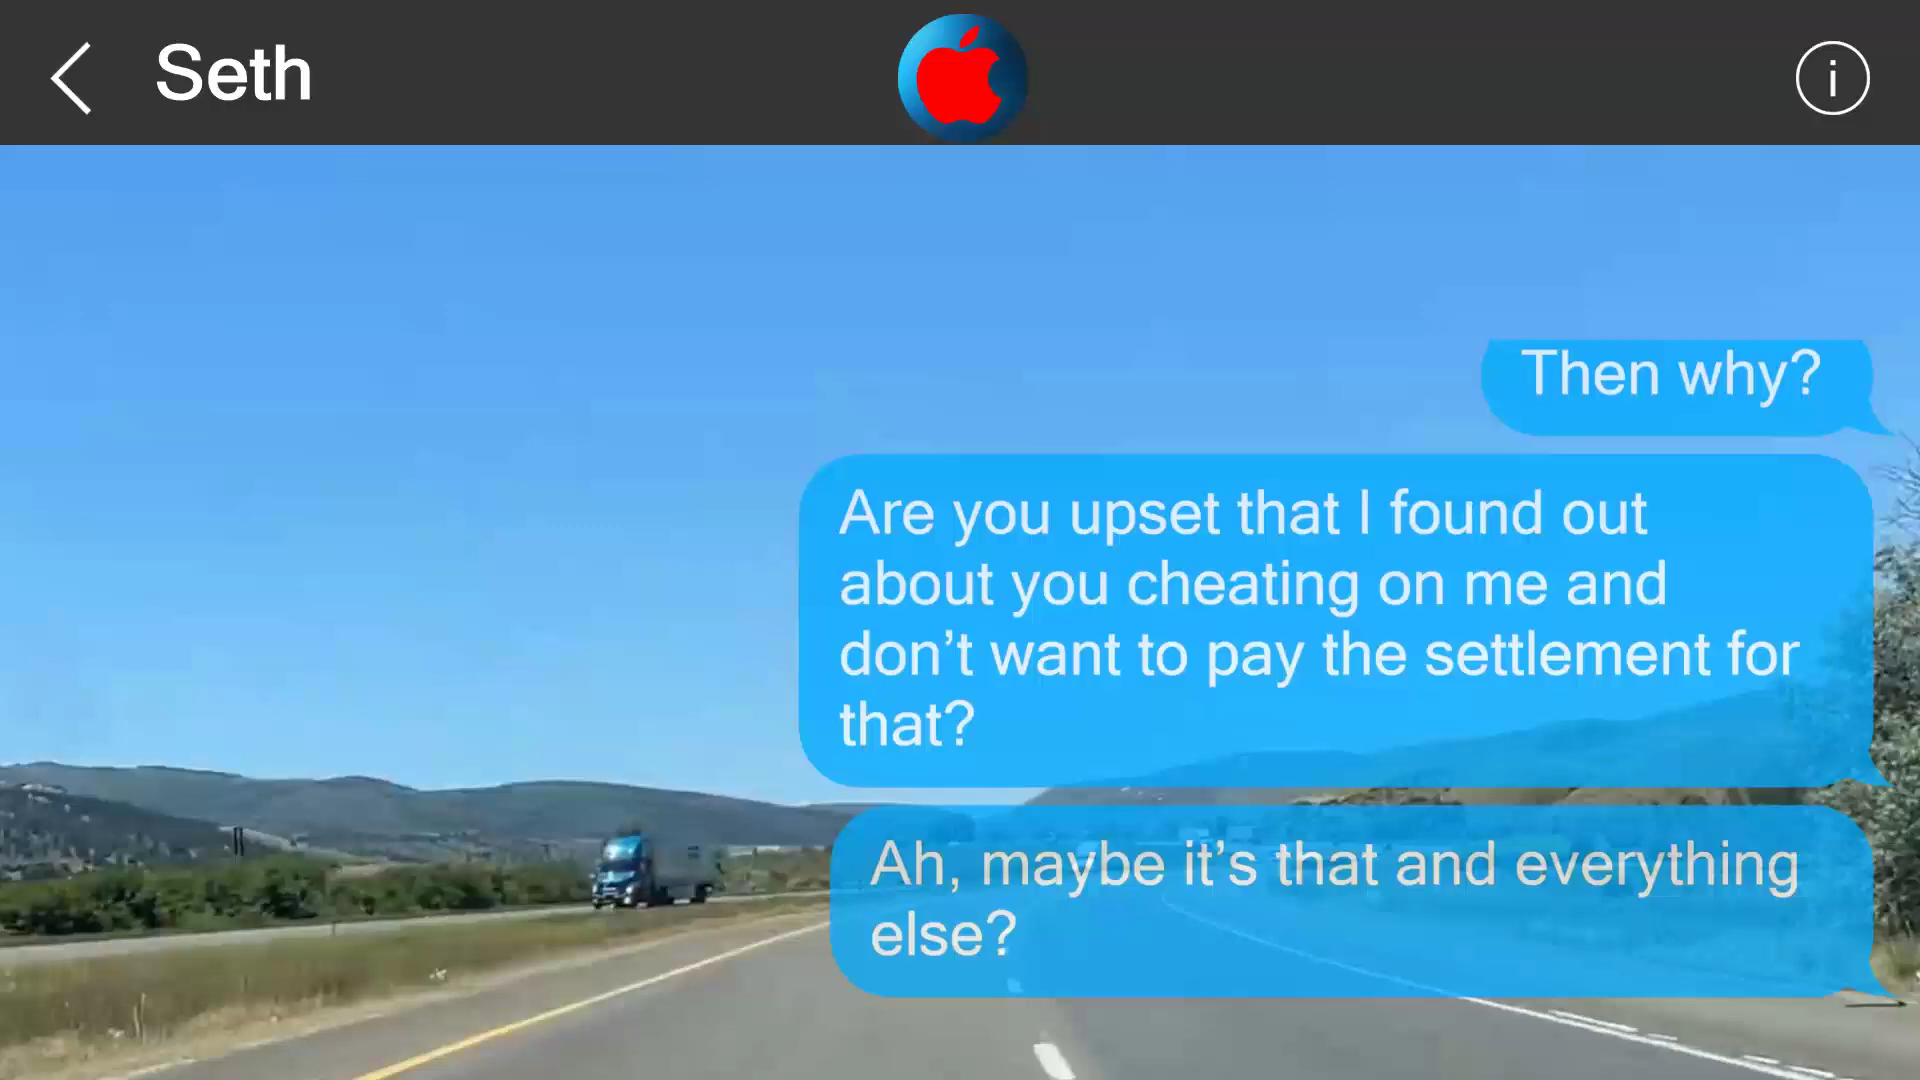 Seth
i
Then why?
Are you upset that I found out
about you cheating on me and
don’t want to pay the settlement for
that?
Ah, maybe it’s that and everything
else?